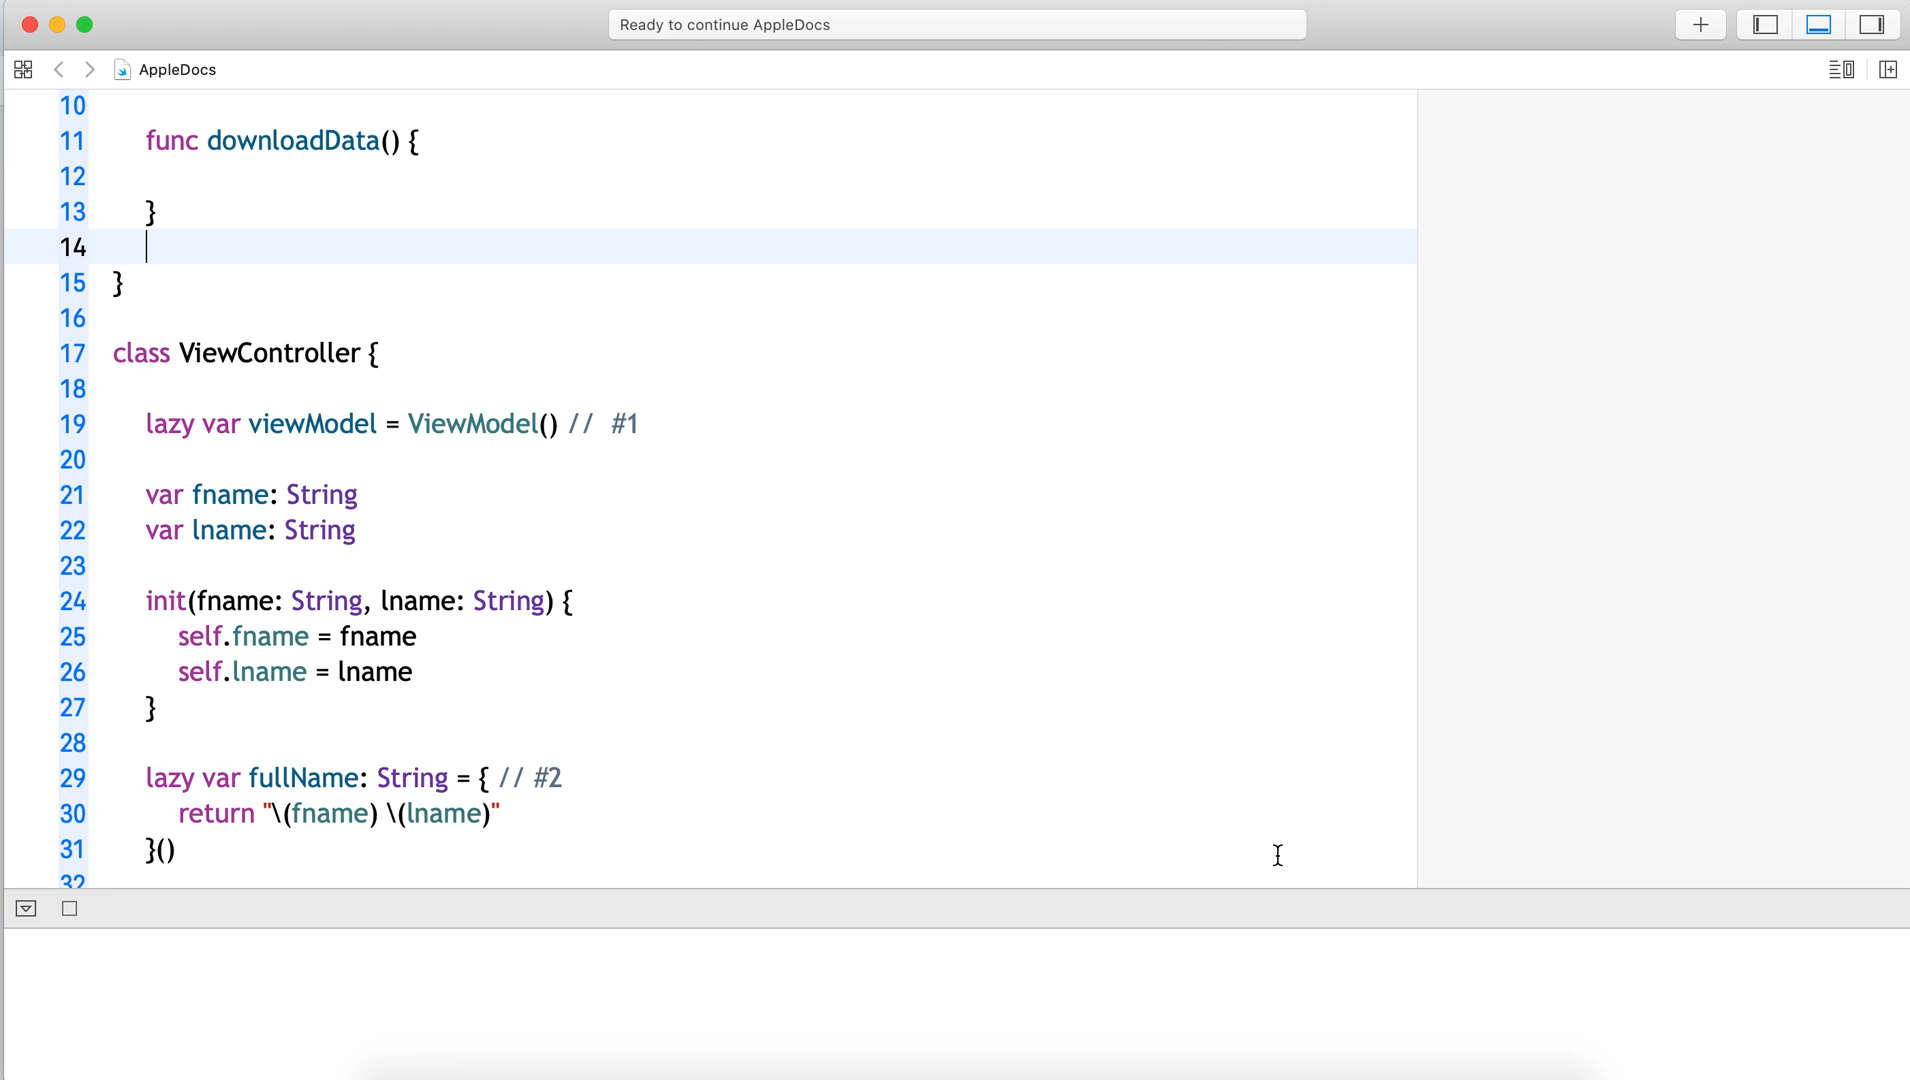 Ready to continue AppleDocs
AppleDocs
10
11 func downloadData() {
12
13 }
14
15 }
16
17 class ViewController {
18
19 lazy var viewModel = ViewModel() // #1
20
21 var fname: String
22 var lname: String
23
24 init(fname: String, lname: String) {
25 self.fname = fname
26 self.lname = lname
27 }
28
29 lazy var fullName: String = { // #2
30 return "\(fname) \(lname)"
31 }()
32